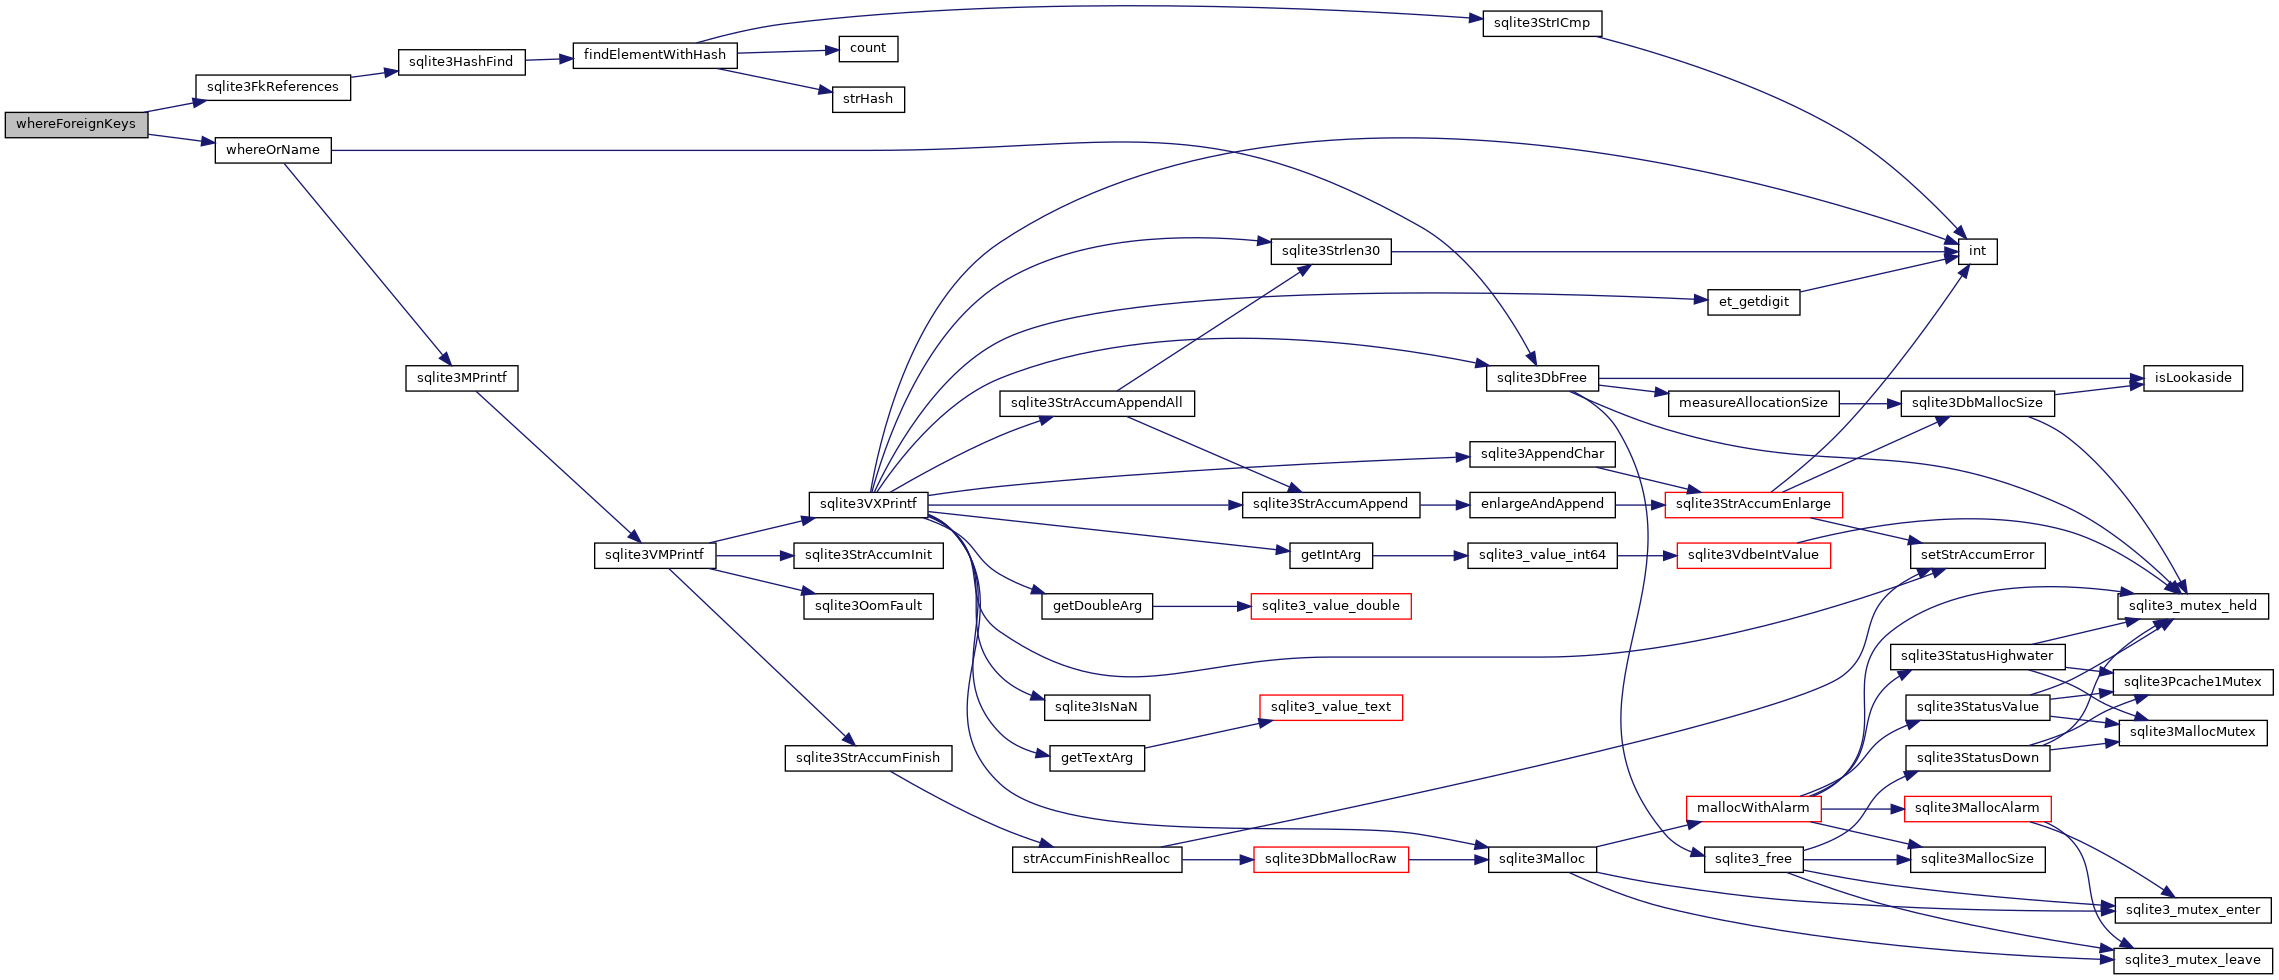 whereForeignKeys
sqlite3FkReferences
whereOrName
sqlite3HashFind
sqlite3MPrintf
findElementWithHash
sqlite3VMPrintf
count
strHash
sqlite3VXPrintf
sqlite3StrAccumInit
sqlite3OomFault
sqlite3StrAccumFinish
sqlite3StrAccumAppendAll
getDoubleArg
sqlite3IsNaN
getTextArg
strAccumFinishRealloc
sqlite3Strlen30
sqlite3StrAccumAppend
getIntArg
sqlite3_value_double
sqlite3_value_text
sqlite3DbMallocRaw
sqlite3StrICmp
sqlite3DbFree
sqlite3AppendChar
enlargeAndAppend
sqlite3_value_int64
sqlite3Malloc
et_getdigit
measureAllocationSize
sqlite3StrAccumEnlarge
sqlite3VdbeIntValue
mallocWithAlarm
sqlite3_free
int
sqlite3DbMallocSize
setStrAccumError
sqlite3StatusHighwater
sqlite3StatusValue
sqlite3StatusDown
sqlite3MallocAlarm
sqlite3MallocSize
isLookaside
sqlite3_mutex_held
sqlite3Pcache1Mutex
sqlite3MallocMutex
sqlite3_mutex_enter
sqlite3_mutex_leave